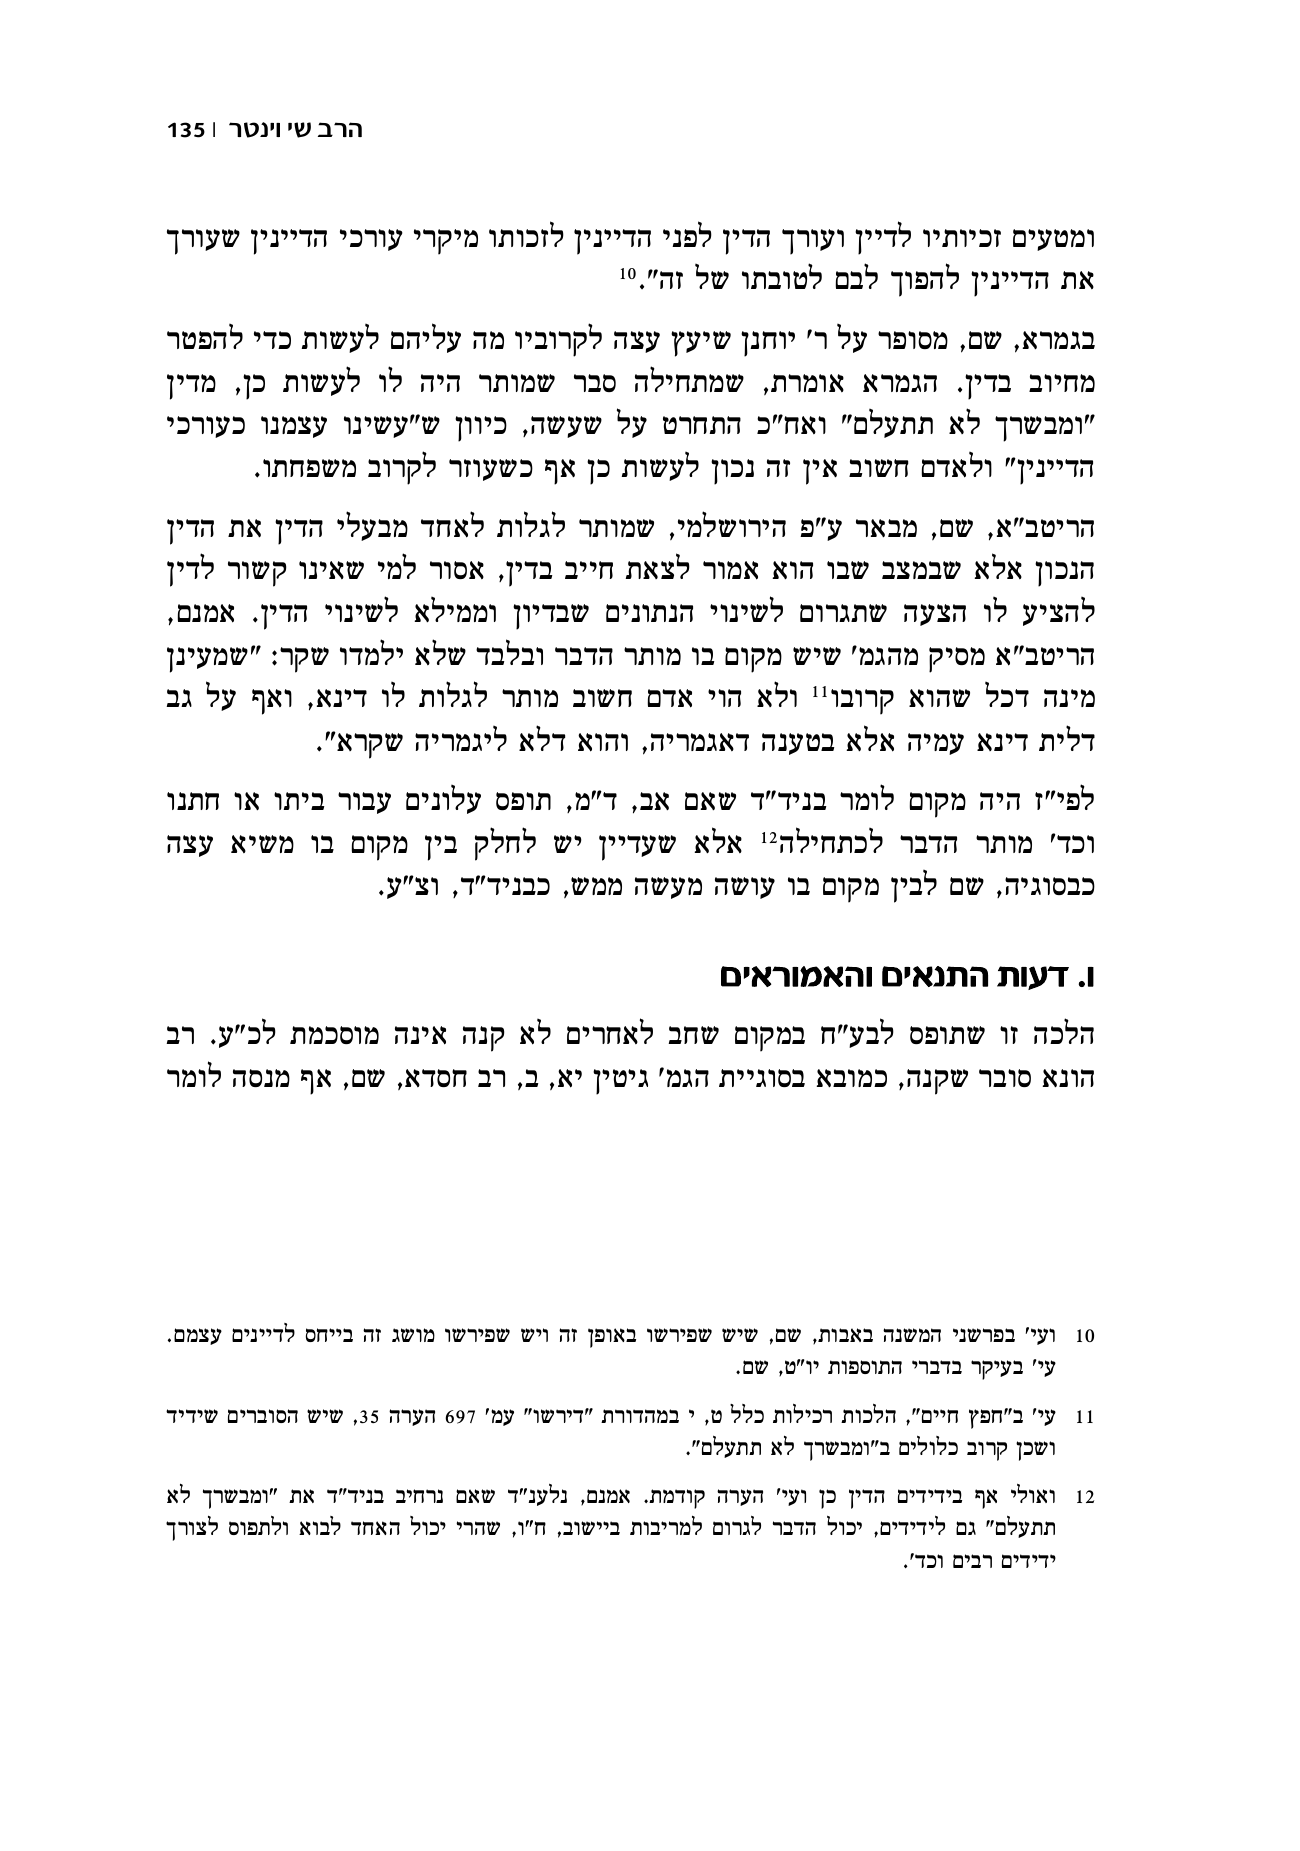 הרב שי וינטר | 135
ומטעים זכיותיו לדיין ועורך הדין לפני הדיינין לזכותו מיקרי עורכי הדיינין שעורך
את הדיינין להפוך לבם לטובתו של זה".10
בגמרא, שם, מסופר על ר' יוחנן שיעץ עצה לקרוביו מה עליהם לעשות כדי להפטר
מחיוב בדין. הגמרא אומרת, שמתחילה סבר שמותר היה לו לעשות כן, מדין
"ומבשרך לא תתעלם" ואח"כ התחרט על שעשה, כיוון ש"עשינו עצמנו כעורכי
הדיינין" ולאדם חשוב אין זה נכון לעשות כן אף כשעוזר לקרוב משפחתו.
הריטב"א, שם, מבאר ע"פ הירושלמי, שמותר לגלות לאחד מבעלי הדין את הדין
הנכון אלא שבמצב שבו הוא אמור לצאת חייב בדין, אסור למי שאינו קשור לדין
להציע לו הצעה שתגרום לשינוי הנתונים שבדיון וממילא לשינוי הדין. אמנם,
הריטב"א מסיק מהגמ' שיש מקום בו מותר הדבר ובלבד שלא ילמדו שקר: "שמעינן
מינה דכל שהוא קרובו11 ולא הוי אדם חשוב מותר לגלות לו דינא, ואף על גב
דלית דינא עמיה אלא בטענה דאגמריה, והוא דלא ליגמריה שקרא".
לפי"ז היה מקום לומר בניד"ד שאם אב, ד"מ, תופס עלונים עבור ביתו או חתנו
וכד' מותר הדבר לכתחילה12 אלא שעדיין יש לחלק בין מקום בו משיא עצה
כבסוגיה, שם לבין מקום בו עושה מעשה ממש, כבניד"ד, וצ"ע.
ו. דעות התנאים והאמוראים
הלכה זו שתופס לבע"ח במקום שחב לאחרים לא קנה אינה מוסכמת לכ"ע. רב
הונא סובר שקנה, כמובא בסוגיית הגמ' גיטין יא, ב, רב חסדא, שם, אף מנסה לומר
10 ועי' בפרשני המשנה באבות, שם, שיש שפירשו באופן זה ויש שפירשו מושג זה בייחס לדיינים עצמם.
עי' בעיקר בדברי התוספות יו"ט, שם.
11 עי' ב"חפץ חיים", הלכות רכילות כלל ט, י במהדורת "דירשו" עמ' 697 הערה 35, שיש הסוברים שידיד
ושכן קרוב כלולים ב"ומבשרך לא תתעלם".
12 ואולי אף בידידים הדין כן ועי' הערה קודמת. אמנם, נלענ"ד שאם נרחיב בניד"ד את "ומבשרך לא
תתעלם" גם לידידים, יכול הדבר לגרום למריבות ביישוב, ח"ו, שהרי יכול האחד לבוא ולתפוס לצורך
ידידים רבים וכד'.